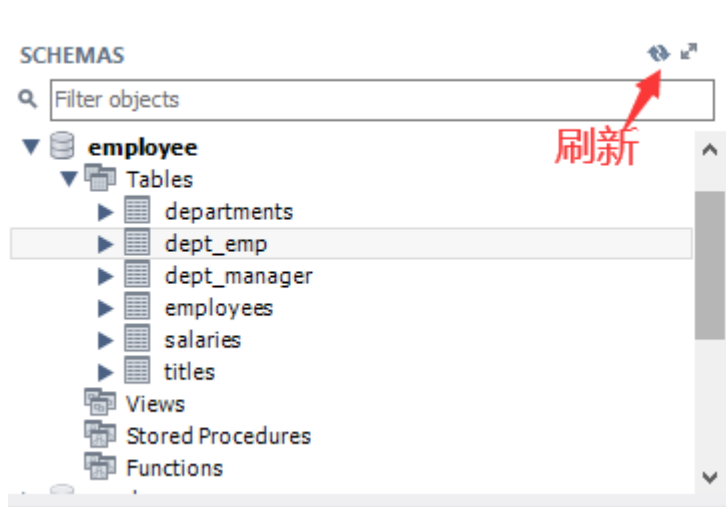 SCHEMAS
Filter objects
刷新
employee
Tables
departments
dept_emp
dept_manager
employees
salaries
titles
Views
Stored Procedures
Functions